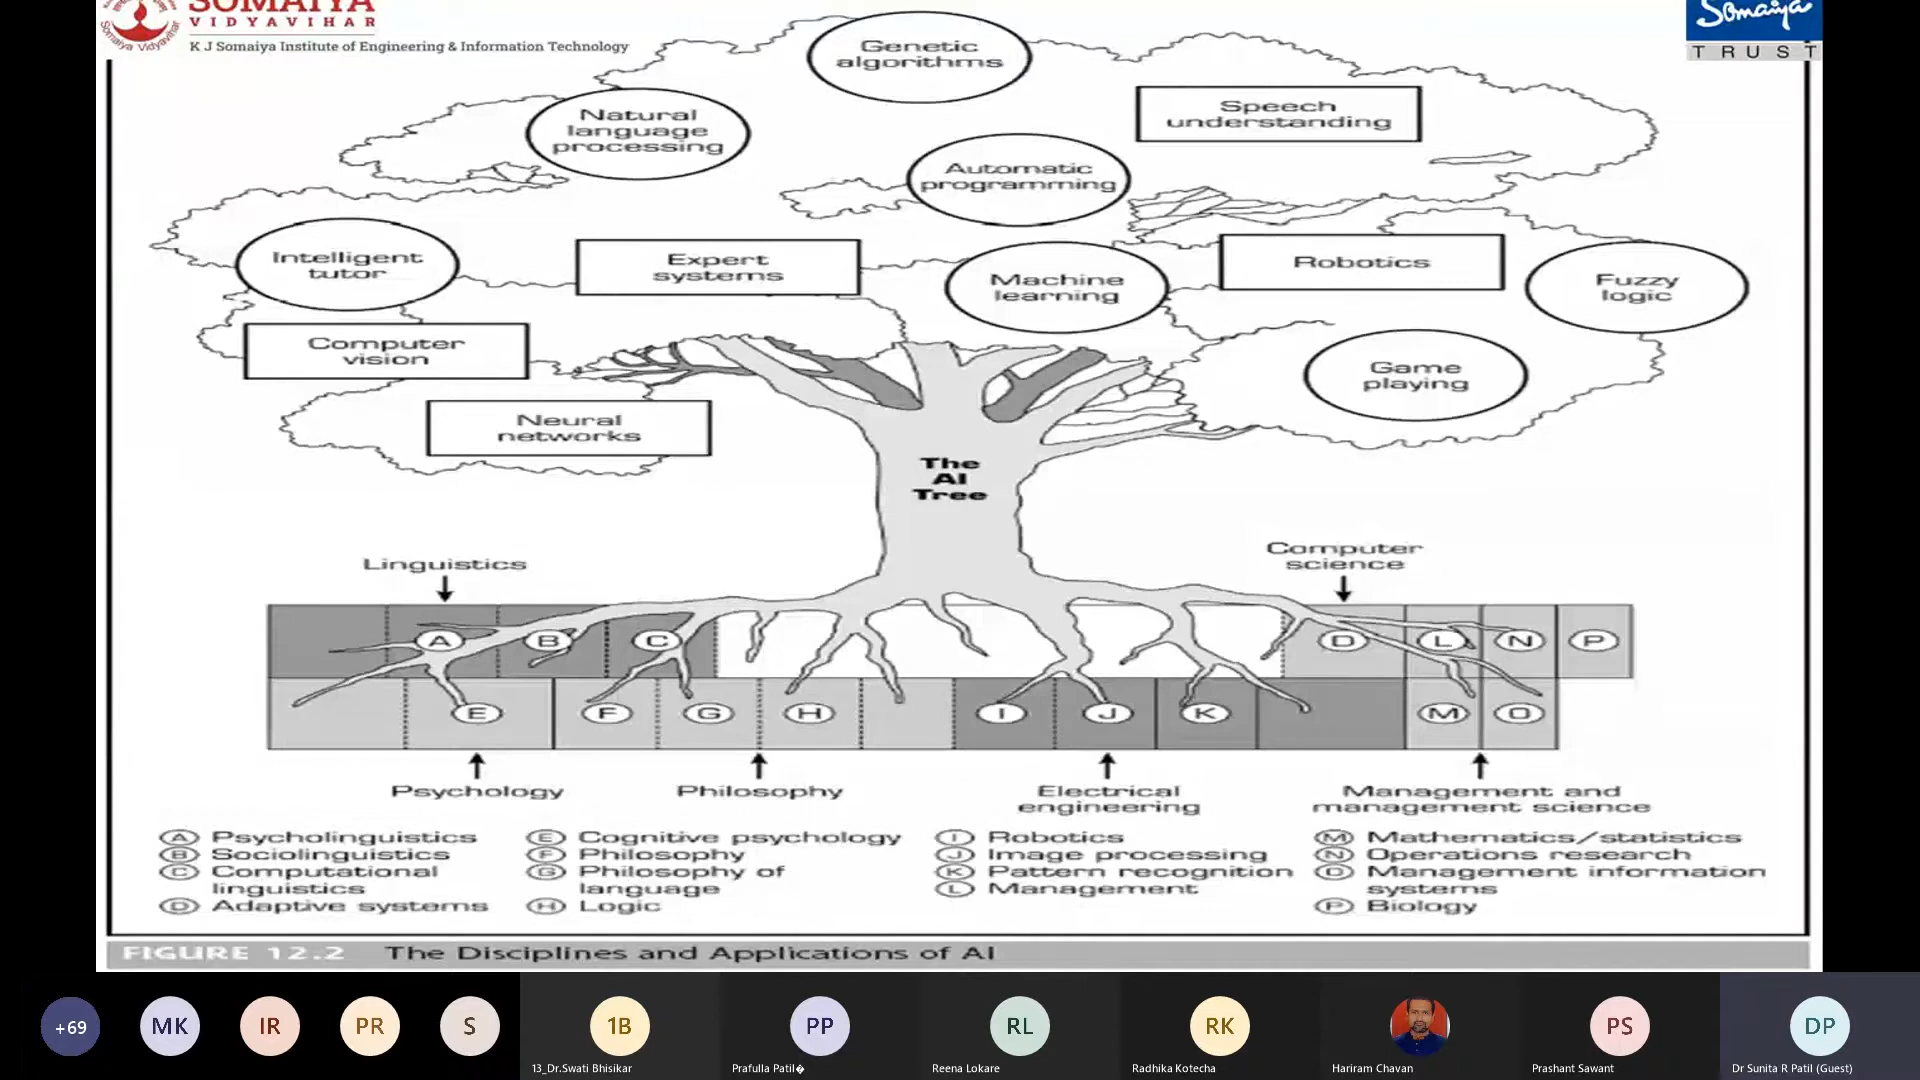 SOMAIYA
VIDYAVIHAR
K J Somaiya Institute of Engineering & Information Technology
Somaiya Vidyavihar
Somaiya
TRUST
Genetic
algorithms
Natural
language
processing
Speech
understanding
Automatic
programming
Intelligent
tutor
Expert
systems
Machine
learning
Robotics
Fuzzy
logic
Computer
vision
Game
playing
Neural
networks
The
AI
Tree
Linguistics
Computer
science
A B C D L N P
E F G H I J K M O
Psychology
Philosophy
Electrical
engineering
Management and
management science
A Psycholinguistics
B Sociolinguistics
C Computational
linguistics
D Adaptive systems
E Cognitive psychology
F Philosophy
G Philosophy of
language
H Logic
I Robotics
J Image processing
K Pattern recognition
L Management
M Mathematics/statistics
N Operations research
O Management information
systems
P Biology
FIGURE 12.2 The Disciplines and Applications of AI
+69 MK IR PR S 1B PP RL RK PS DP
13_Dr.Swati Bhisikar
Prafulla Patil�
Reena Lokare
Radhika Kotecha
Hariram Chavan
Prashant Sawant
Dr Sunita R Patil (Guest)